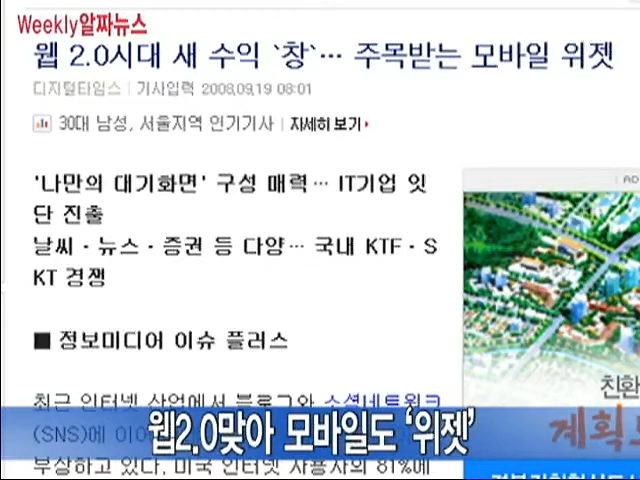 Weekly알짜뉴스
웹 2.0시대 새 수익 `창`… 주목받는 모바일 위젯
디지털타임스 | 기사입력 2008.09.19 08:01
30대 남성, 서울지역 인기기사 | 자세히 보기
'나만의 대기화면' 구성 매력… IT기업 잇
단 진출
날씨·뉴스·증권 등 다양… 국내 KTF·S
KT 경쟁
AD
■ 정보미디어 이슈 플러스
친환
최근 인터넷 산업에서 블로그와 소셜네트워크
웹2.0맞아 모바일도 '위젯'
계획
(SNS)에 이어
부상하고 있다. 미국 인터넷 사용자의 81%에